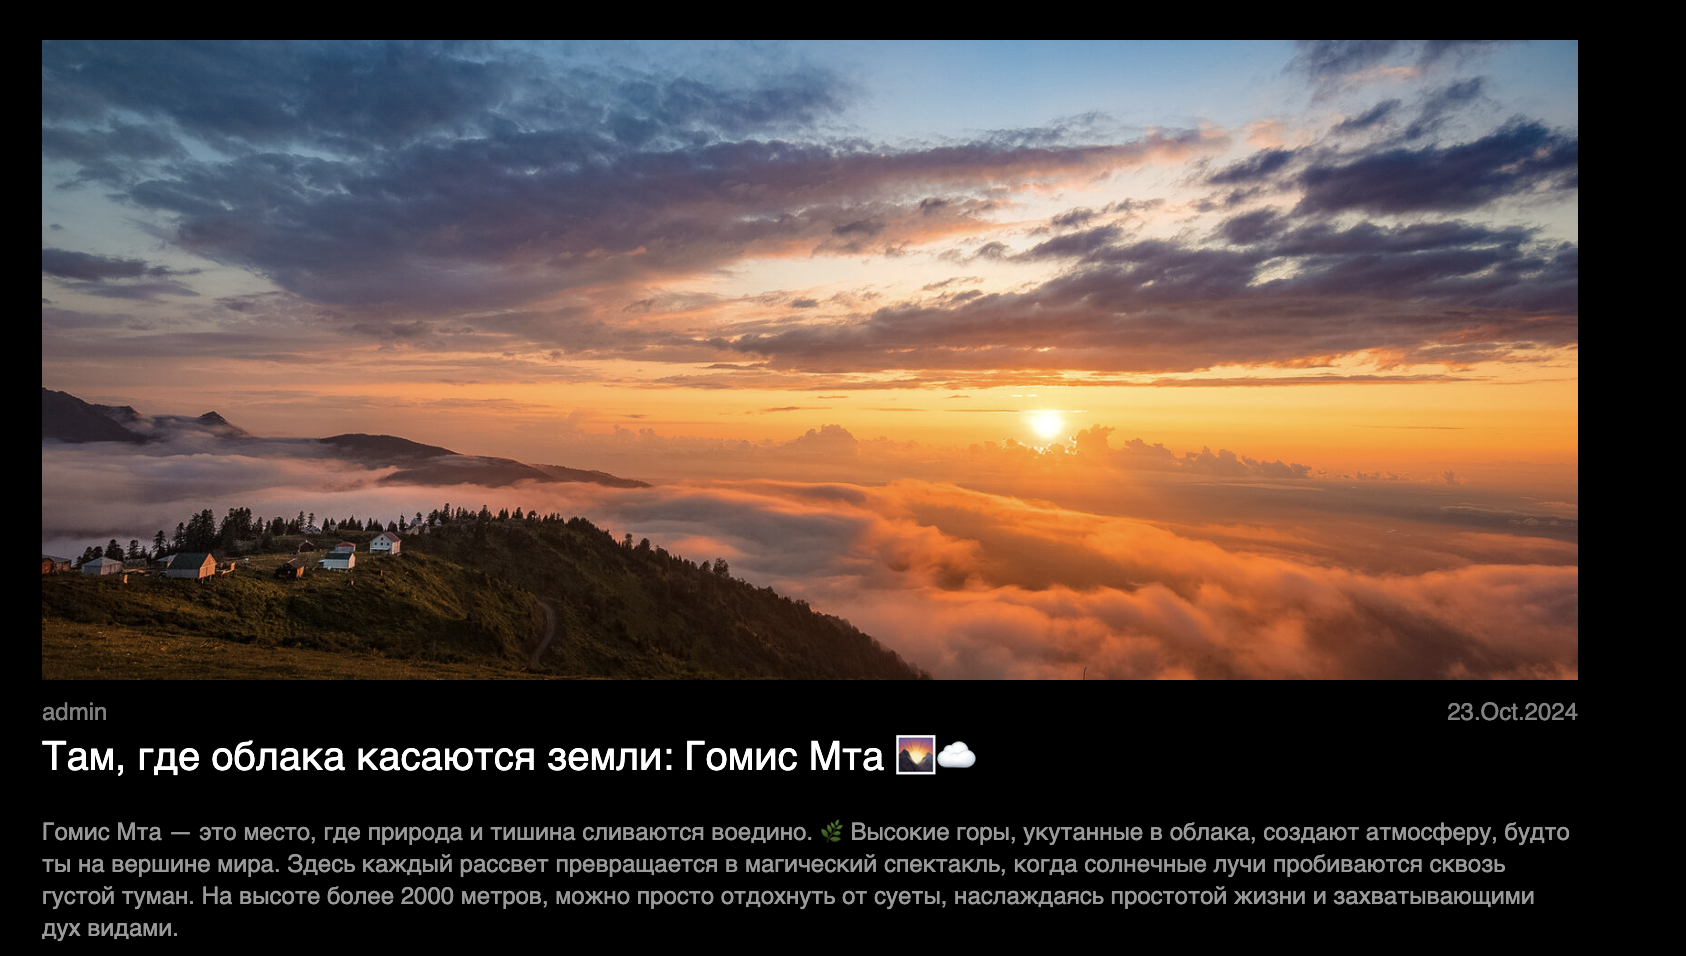 admin
23.Oct.2024
Там, где облака касаются земли: Гомис Мта 🌄☁️
Гомис Мта — это место, где природа и тишина сливаются воедино. 🌿 Высокие горы, укутанные в облака, создают атмосферу, будто
ты на вершине мира. Здесь каждый рассвет превращается в магический спектакль, когда солнечные лучи пробиваются сквозь
густой туман. На высоте более 2000 метров, можно просто отдохнуть от суеты, наслаждаясь простотой жизни и захватывающими
дух видами.